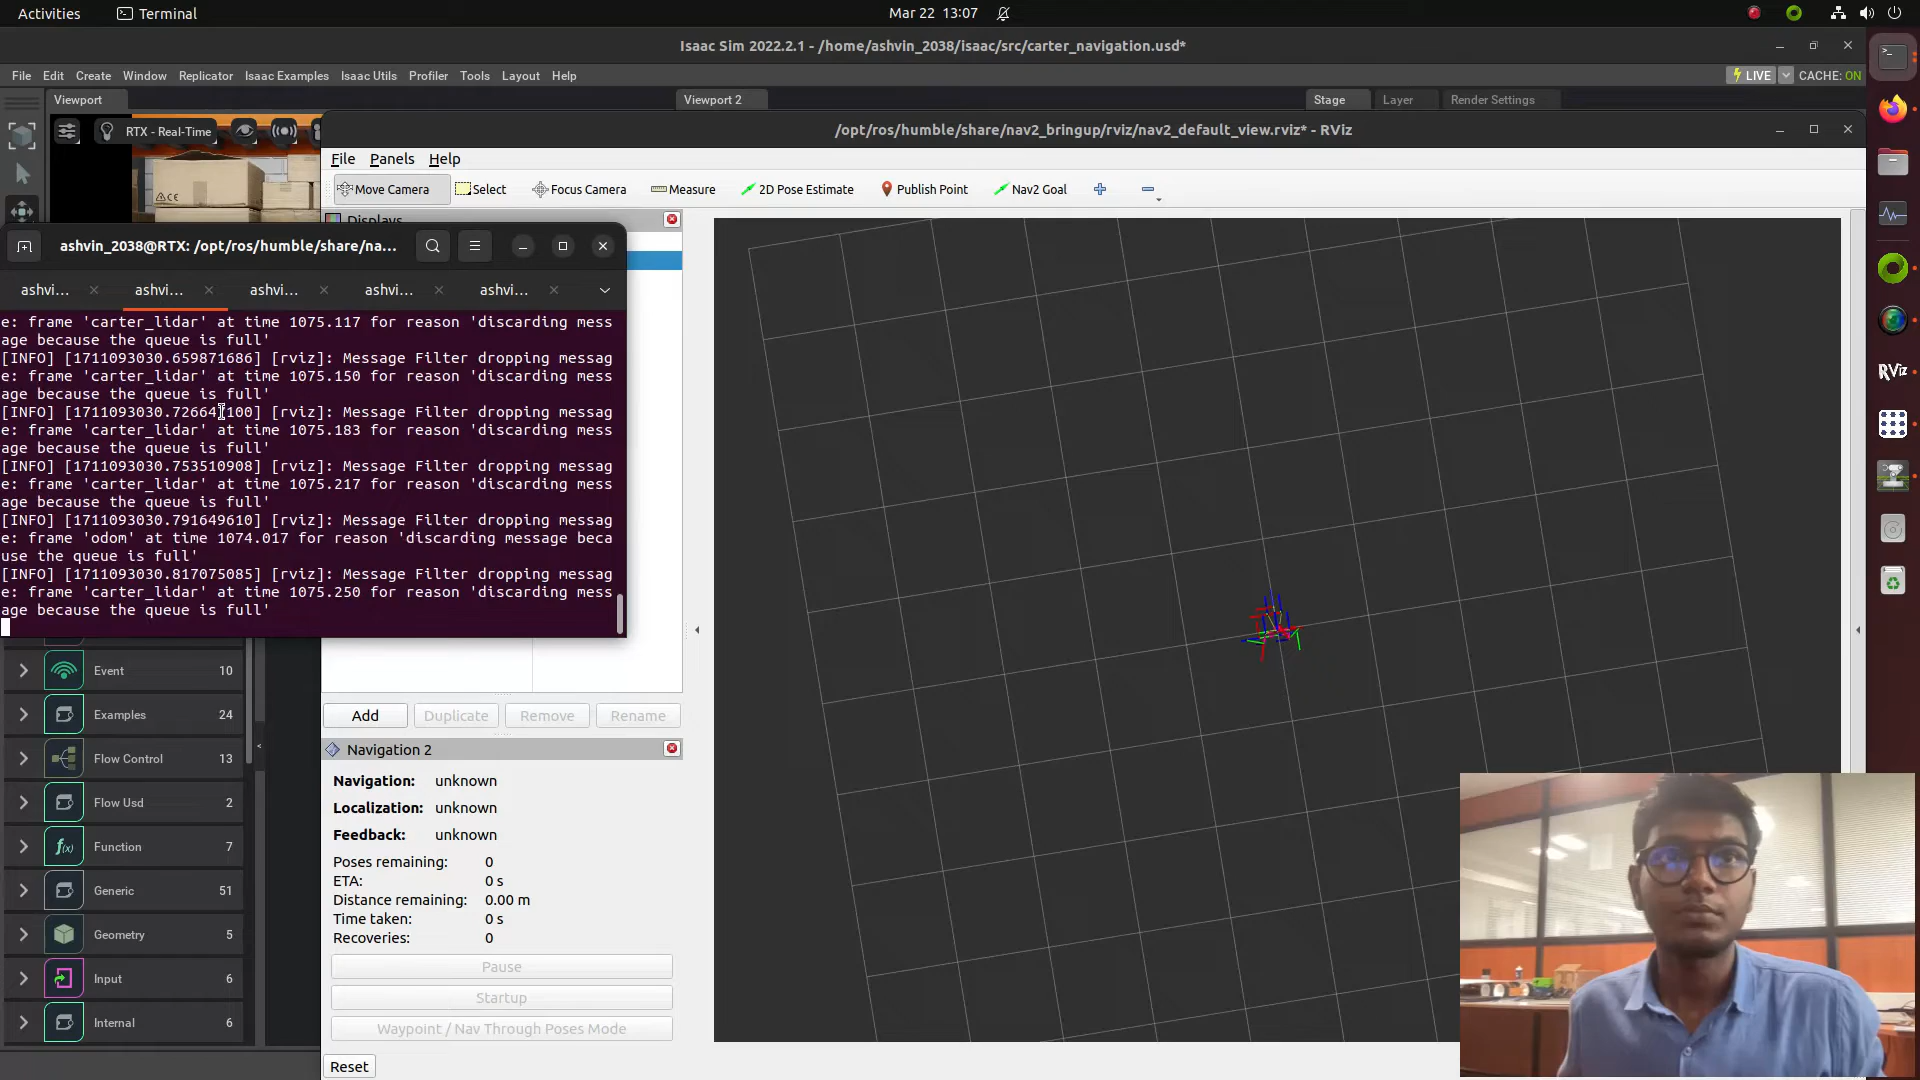 Activities
Terminal
Mar 22 13:07
Isaac Sim 2022.2.1 - /home/ashvin_2038/isaac/src/carter_navigation.usd*
File Edit Create Window Replicator Isaac Examples Isaac Utils Profiler Tools Layout Help
LIVE
CACHE: ON
Viewport
Viewport 2
Stage
Layer
Render Settings
RTX - Real-Time
/opt/ros/humble/share/nav2_bringup/rviz/nav2_default_view.rviz* - RViz
File Panels Help
Move Camera
Select
Focus Camera
Measure
2D Pose Estimate
Publish Point
Nav2 Goal
Displays
ashvin_2038@RTX: /opt/ros/humble/share/na...
ashvi...
ashvi...
ashvi...
ashvi...
ashvi...
e: frame 'carter_lidar' at time 1075.117 for reason 'discarding mess
age because the queue is full'
[INFO] [1711093030.659871686] [rviz]: Message Filter dropping messag
e: frame 'carter_lidar' at time 1075.150 for reason 'discarding mess
age because the queue is full'
[INFO] [rviz]: Message Filter dropping messag
e: frame 'carter_lidar' at time 1075.183 for reason 'discarding mess
age because the queue is full'
[INFO] [1711093030.753510908] [rviz]: Message Filter dropping messag
e: frame 'carter_lidar' at time 1075.217 for reason 'discarding mess
age because the queue is full'
[INFO] [1711093030.791649610] [rviz]: Message Filter dropping messag
e: frame 'odom' at time 1074.017 for reason 'discarding message beca
use the queue is full'
[INFO] [1711093030.817075085] [rviz]: Message Filter dropping messag
e: frame 'carter_lidar' at time 1075.250 for reason 'discarding mess
age because the queue is full'
Event 10
Examples 24
Flow Control 13
Flow Usd 2
Function 7
Generic 51
Geometry 5
Input 6
Internal 6
Add
Duplicate
Remove
Rename
Navigation 2
Navigation: unknown
Localization: unknown
Feedback: unknown
Poses remaining: 0
ETA: 0 s
Distance remaining: 0.00 m
Time taken: 0 s
Recoveries: 0
Pause
Startup
Waypoint / Nav Through Poses Mode
Reset
RViz